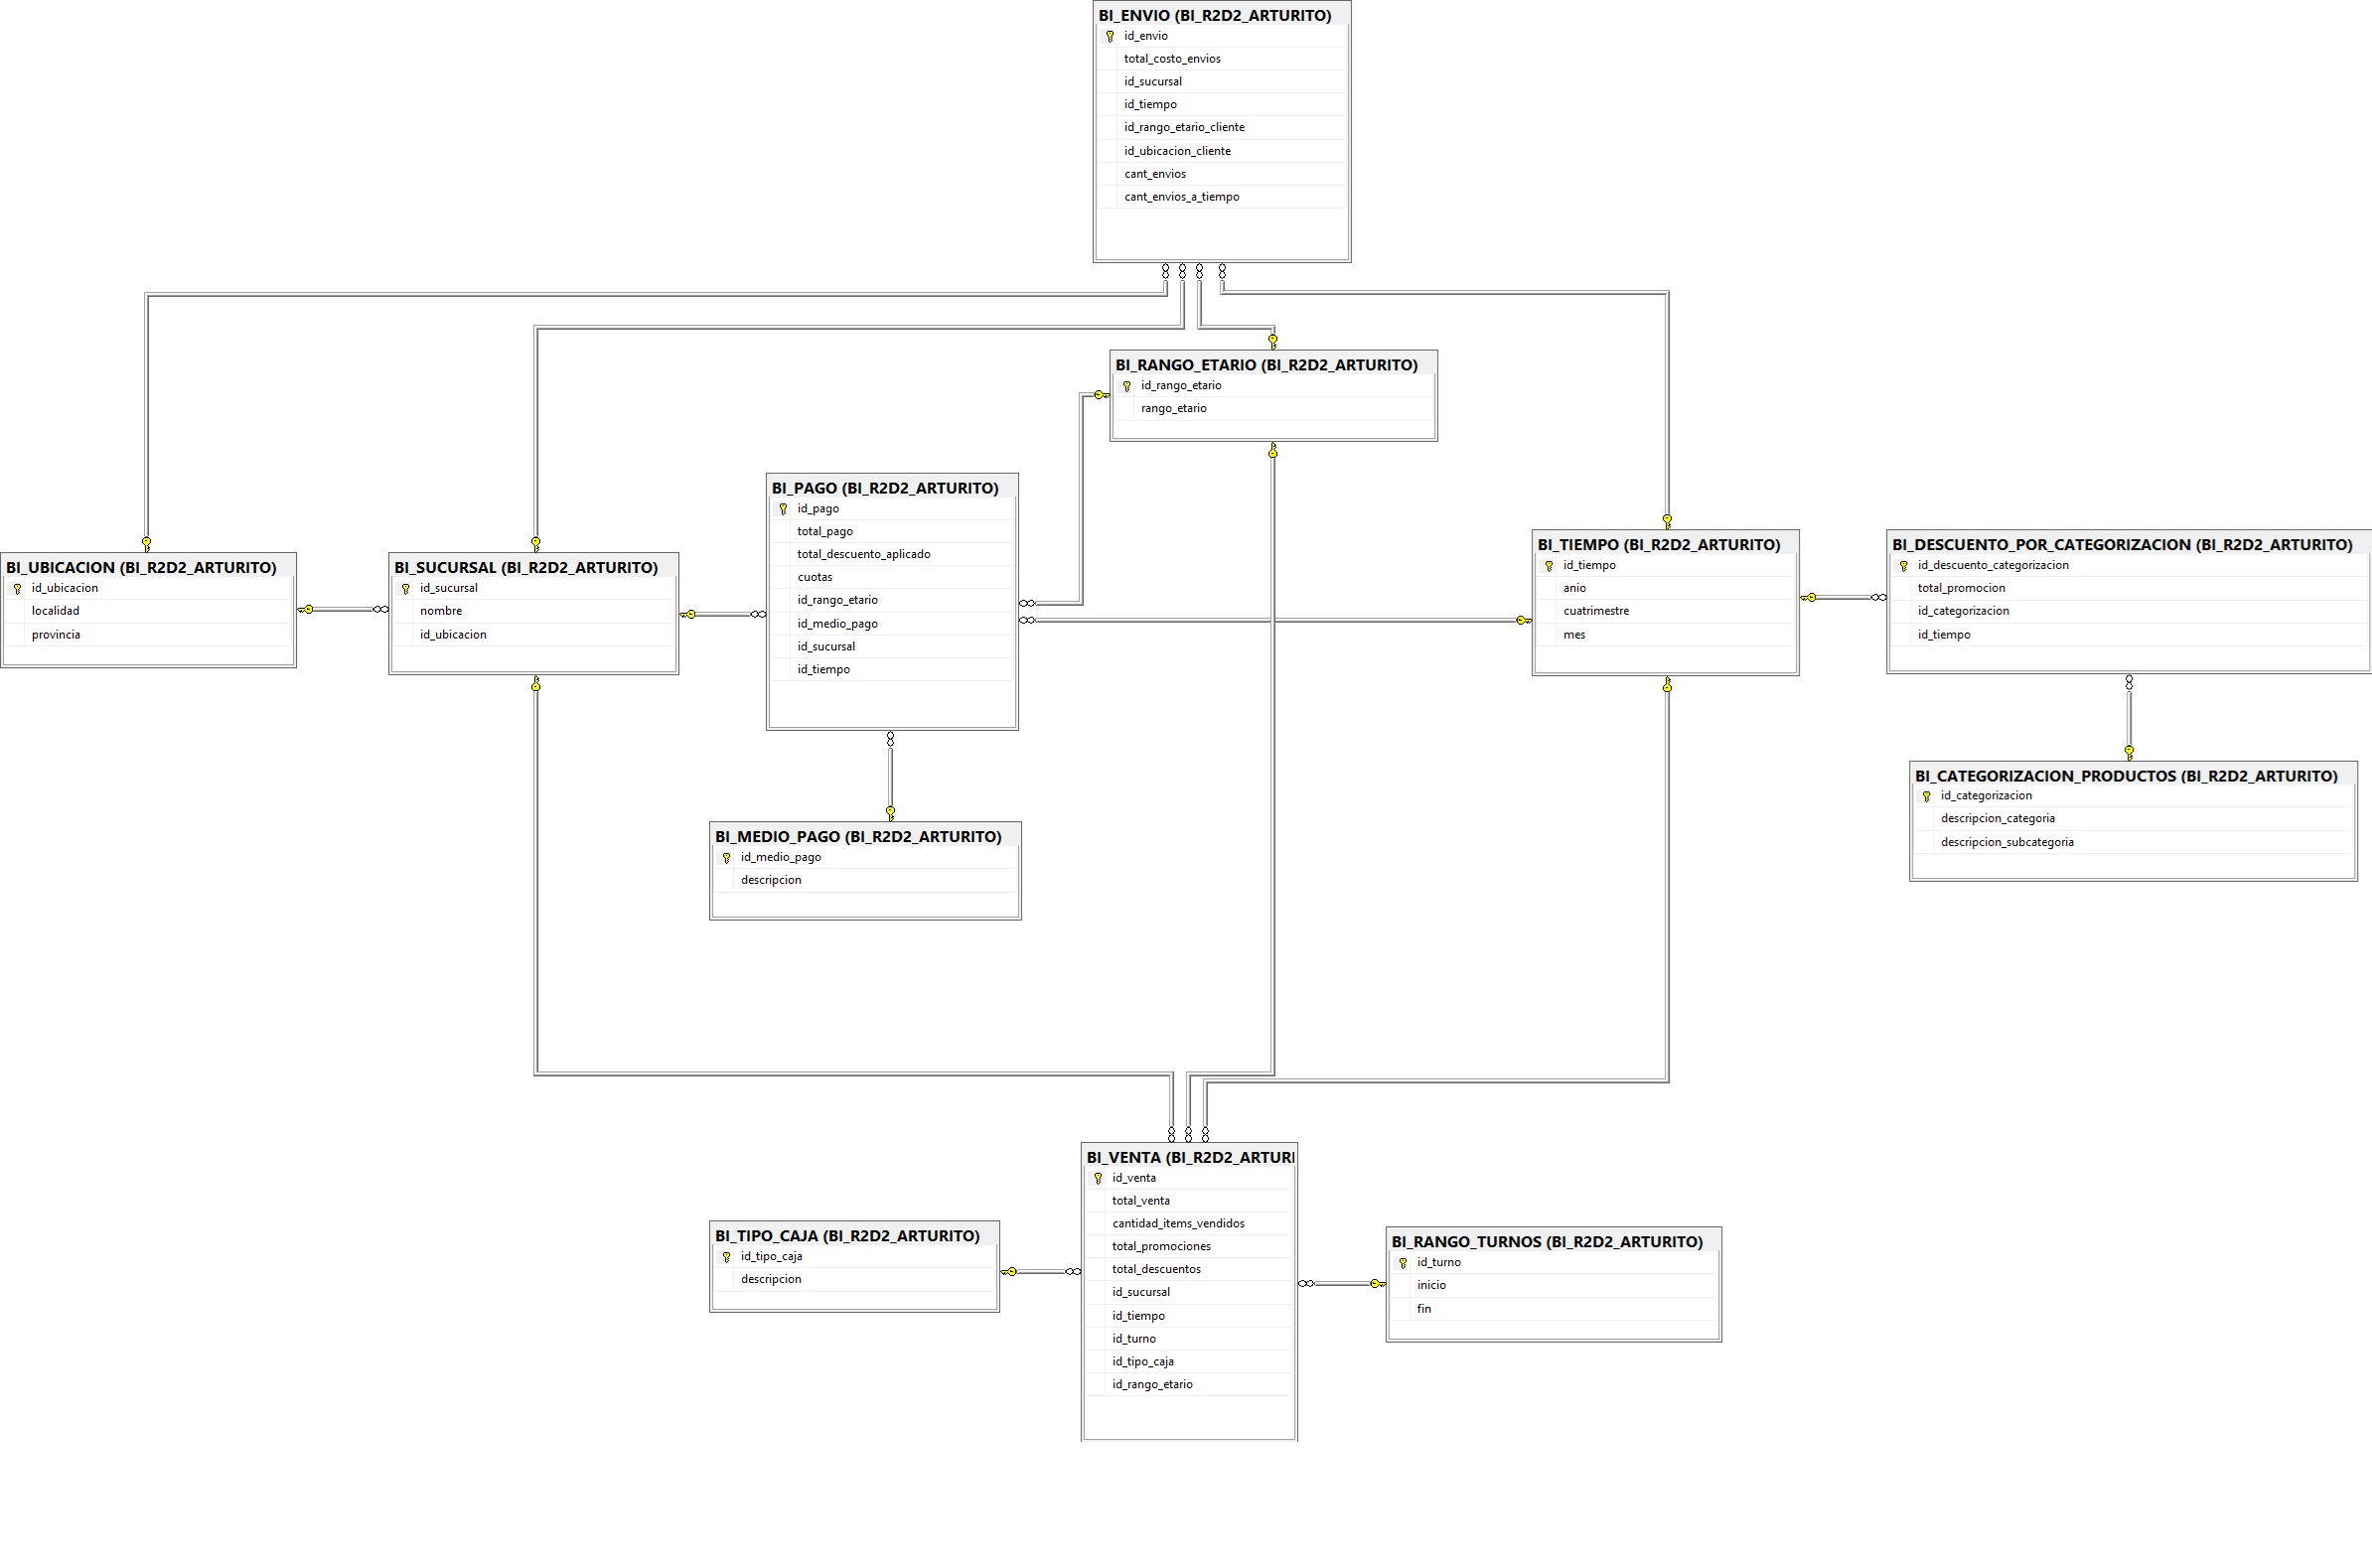 BI_ENVIO (BI_R2D2_ARTURITO)
id_envio
total_costo_envios
id_sucursal
id_tiempo
id_rango_etario_cliente
id_ubicacion_cliente
cant_envios
cant_envios_a_tiempo
BI_RANGO_ETARIO (BI_R2D2_ARTURITO)
id_rango_etario
rango_etario
BI_PAGO (BI_R2D2_ARTURITO)
id_pago
total_pago
total_descuento_aplicado
cuotas
id_rango_etario
id_medio_pago
id_sucursal
id_tiempo
BI_UBICACION (BI_R2D2_ARTURITO)
id_ubicacion
localidad
provincia
BI_SUCURSAL (BI_R2D2_ARTURITO)
id_sucursal
nombre
id_ubicacion
BI_TIEMPO (BI_R2D2_ARTURITO)
id_tiempo
anio
cuatrimestre
mes
BI_DESCUENTO_POR_CATEGORIZACION (BI_R2D2_ARTURITO)
id_descuento_categorizacion
total_promocion
id_categorizacion
id_tiempo
BI_MEDIO_PAGO (BI_R2D2_ARTURITO)
id_medio_pago
descripcion
BI_CATEGORIZACION_PRODUCTOS (BI_R2D2_ARTURITO)
id_categorizacion
descripcion_categoria
descripcion_subcategoria
BI_VENTA (BI_R2D2_ARTURI
id_venta
total_venta
cantidad_items_vendidos
total_promociones
total_descuentos
id_sucursal
id_tiempo
id_turno
id_tipo_caja
id_rango_etario
BI_TIPO_CAJA (BI_R2D2_ARTURITO)
id_tipo_caja
descripcion
BI_RANGO_TURNOS (BI_R2D2_ARTURITO)
id_turno
inicio
fin